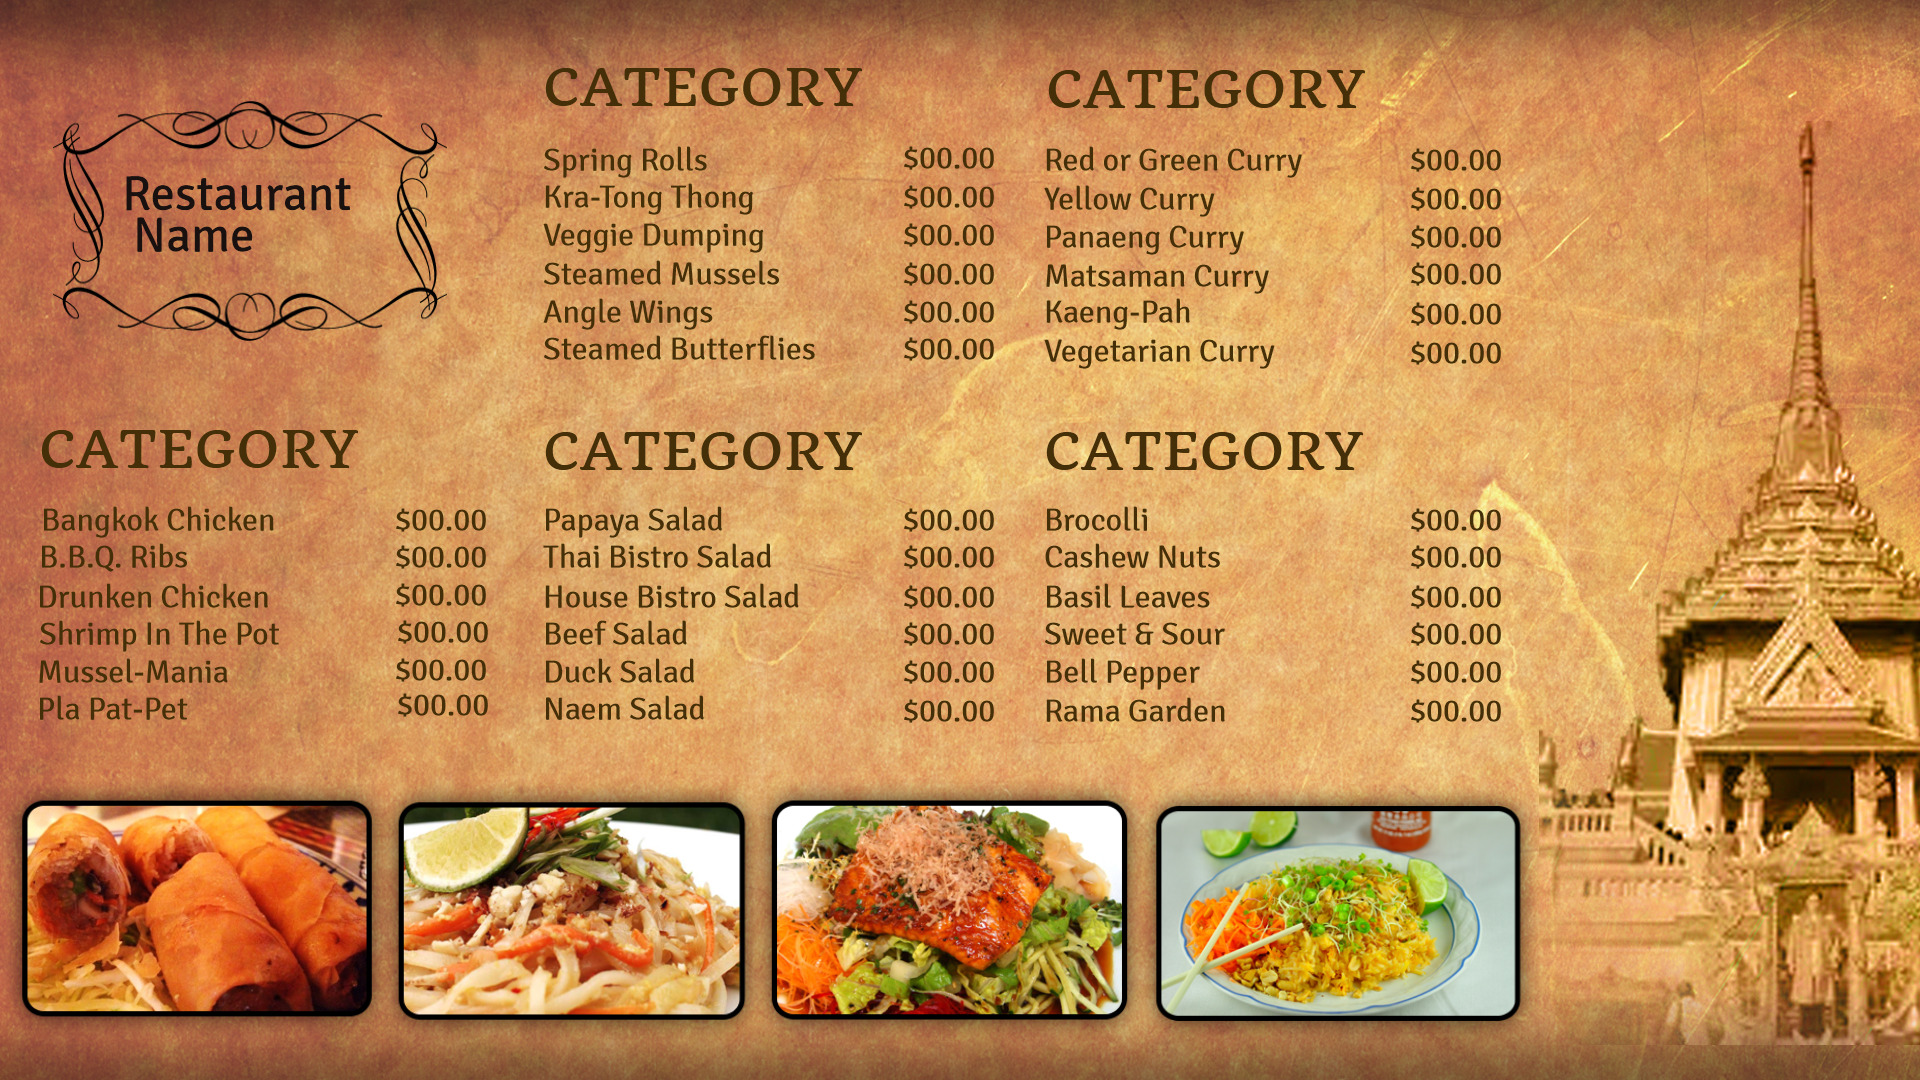 Restaurant
Name
CATEGORY
Spring Rolls $00.00
Kra-Tong Thong $00.00
Veggie Dumping $00.00
Steamed Mussels $00.00
Angle Wings $00.00
Steamed Butterflies $00.00
CATEGORY
Red or Green Curry $00.00
Yellow Curry $00.00
Panaeng Curry $00.00
Matsaman Curry $00.00
Kaeng-Pah $00.00
Vegetarian Curry $00.00
CATEGORY
Bangkok Chicken $00.00
B.B.Q. Ribs $00.00
Drunken Chicken $00.00
Shrimp In The Pot $00.00
Mussel-Mania $00.00
Pla Pat-Pet $00.00
CATEGORY
Papaya Salad $00.00
Thai Bistro Salad $00.00
House Bistro Salad $00.00
Beef Salad $00.00
Duck Salad $00.00
Naem Salad $00.00
CATEGORY
Brocolli $00.00
Cashew Nuts $00.00
Basil Leaves $00.00
Sweet & Sour $00.00
Bell Pepper $00.00
Rama Garden $00.00